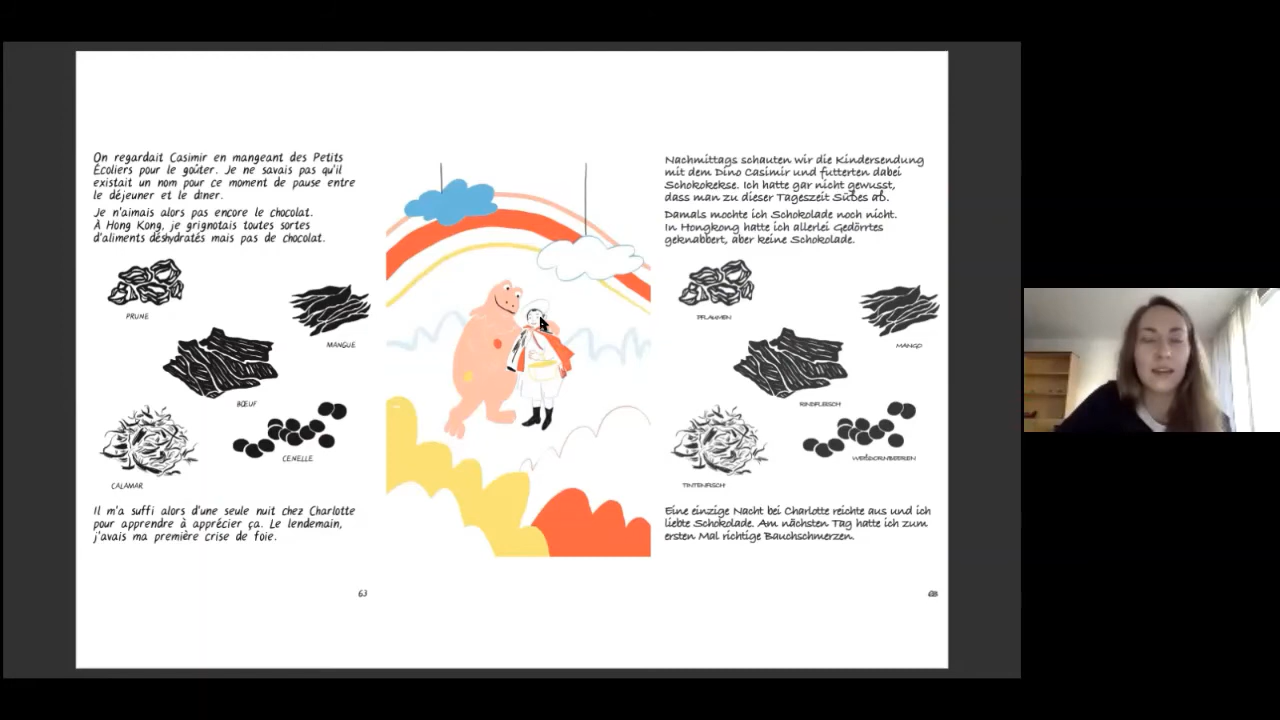 On regardait Casimir en mangeant des Petits
Écoliers pour le goûter. Je ne savais pas qu'il
existait un nom pour ce moment de pause entre
le déjeuner et le dîner.
Je n'aimais alors pas encore le chocolat.
À Hong Kong, je grignotais toutes sortes
d'aliments déshydratés mais pas de chocolat.
PRUNE
MANGUE
BŒUF
CENELLE
CALAMAR
Il m'a suffi alors d'une seule nuit chez Charlotte
pour apprendre à apprécier ça. Le lendemain,
j'avais ma première crise de foie.
63
Nachmittags schauten wir die Kindersendung
mit dem Dino Casimir und futterten dabei
Schokokekse. Ich hatte gar nicht gewusst,
dass man zu dieser Tageszeit Süßes aß.
Damals mochte ich Schokolade noch nicht.
In Hongkong hatte ich allerlei Gedörrtes
geknabbert, aber keine Schokolade.
PFLAUMEN
MANGO
RINDFLEISCH
WEIßDORNBEEREN
TINTENFISCH
Eine einzige Nacht bei Charlotte reichte aus und ich
liebte Schokolade. Am nächsten Tag hatte ich zum
ersten Mal richtige Bauchschmerzen.